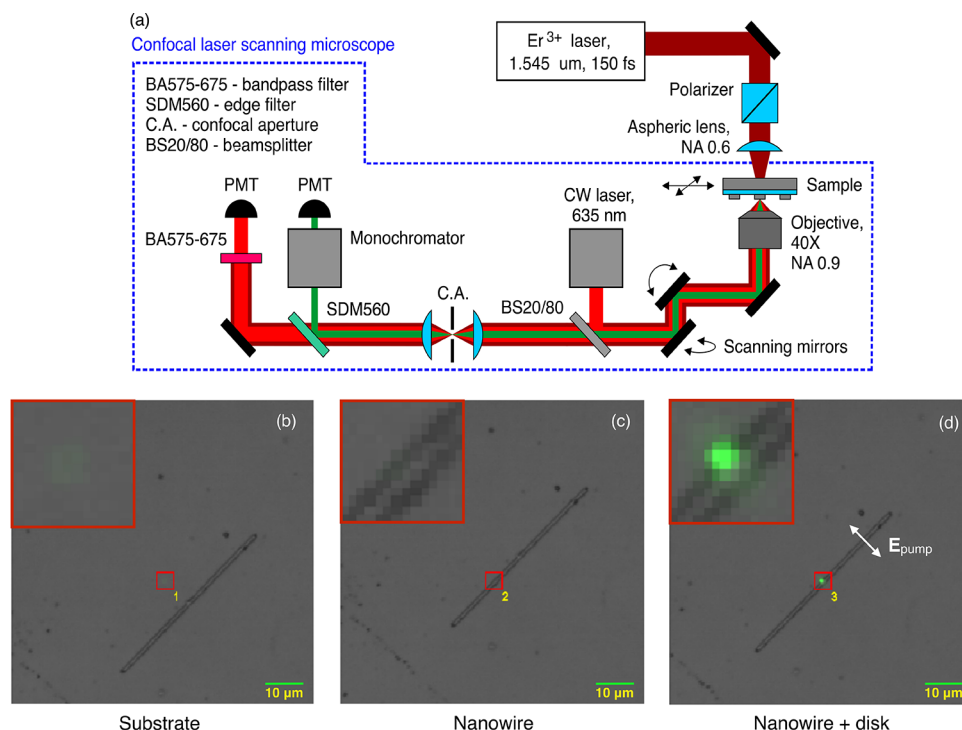 (a)
Confocal laser scanning microscope
BA575-675 - bandpass filter
SDM560 - edge filter
C.A. - confocal aperture
BS20/80 - beamsplitter
Er3+ laser,
1.545 um, 150 fs
Polarizer
Aspheric lens,
NA 0.6
Sample
Objective,
40X
NA 0.9
PMT
PMT
CW laser,
635 nm
BA575-675
Monochromator
SDM560
C.A.
BS20/80
Scanning mirrors
(b)
1
10 µm
Substrate
(c)
2
10 µm
Nanowire
(d)
Epump
3
10 µm
Nanowire + disk